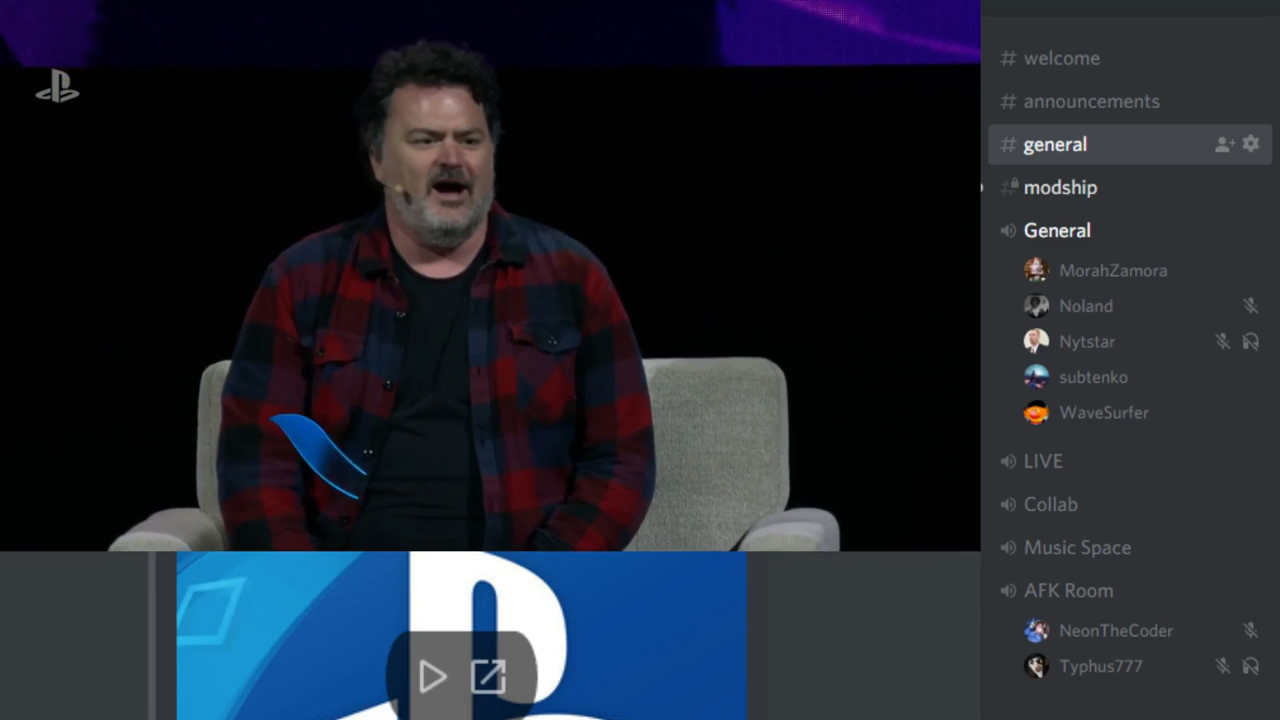 welcome
announcements
general
modship
General
MorahZamora
Noland
Nytstar
subtenko
WaveSurfer
LIVE
Collab
Music Space
AFK Room
NeonTheCoder
Typhus777